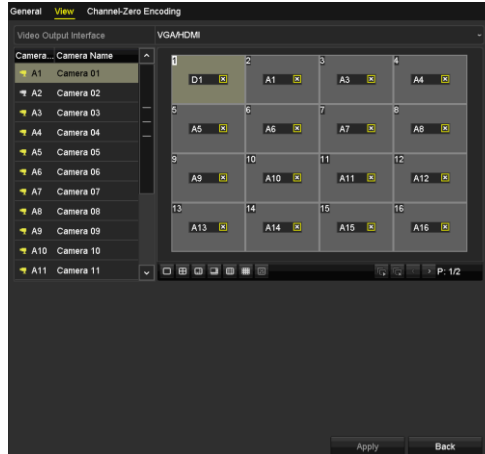 General View Channel-Zero Encoding
Video Output Interface VGA/HDMI
Camera... Camera Name
A1 Camera 01
A2 Camera 02
A3 Camera 03
A4 Camera 04
A5 Camera 05
A6 Camera 06
A7 Camera 07
A8 Camera 08
A9 Camera 09
A10 Camera 10
A11 Camera 11
1 2 3 4
D1 A1 A3 A4
5 6 7 8
A5 A6 A7 A8
9 10 11 12
A9 A10 A11 A12
13 14 15 16
A13 A14 A15 A16
P: 1/2
Apply Back